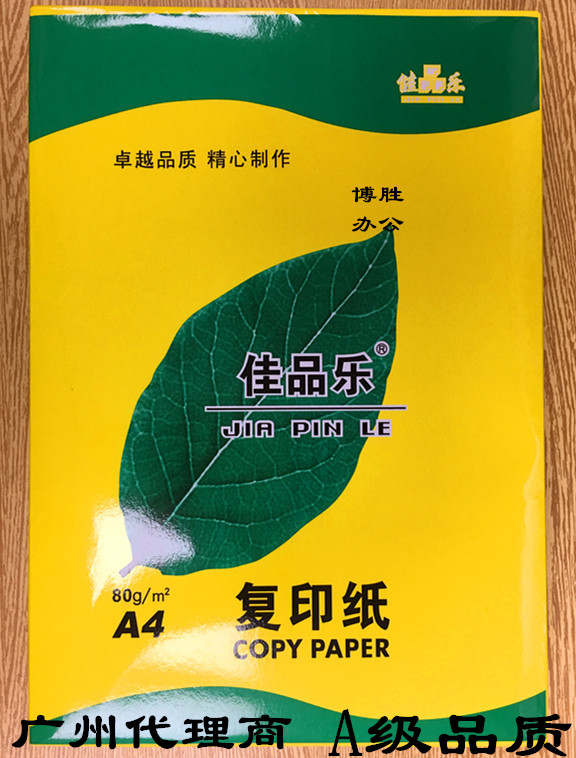 佳品乐
卓越品质 精心制作
博胜
办公
佳品乐®
JIA PIN LE
80g/m²
A4
复印纸
COPY PAPER
广州代理商 A级品质